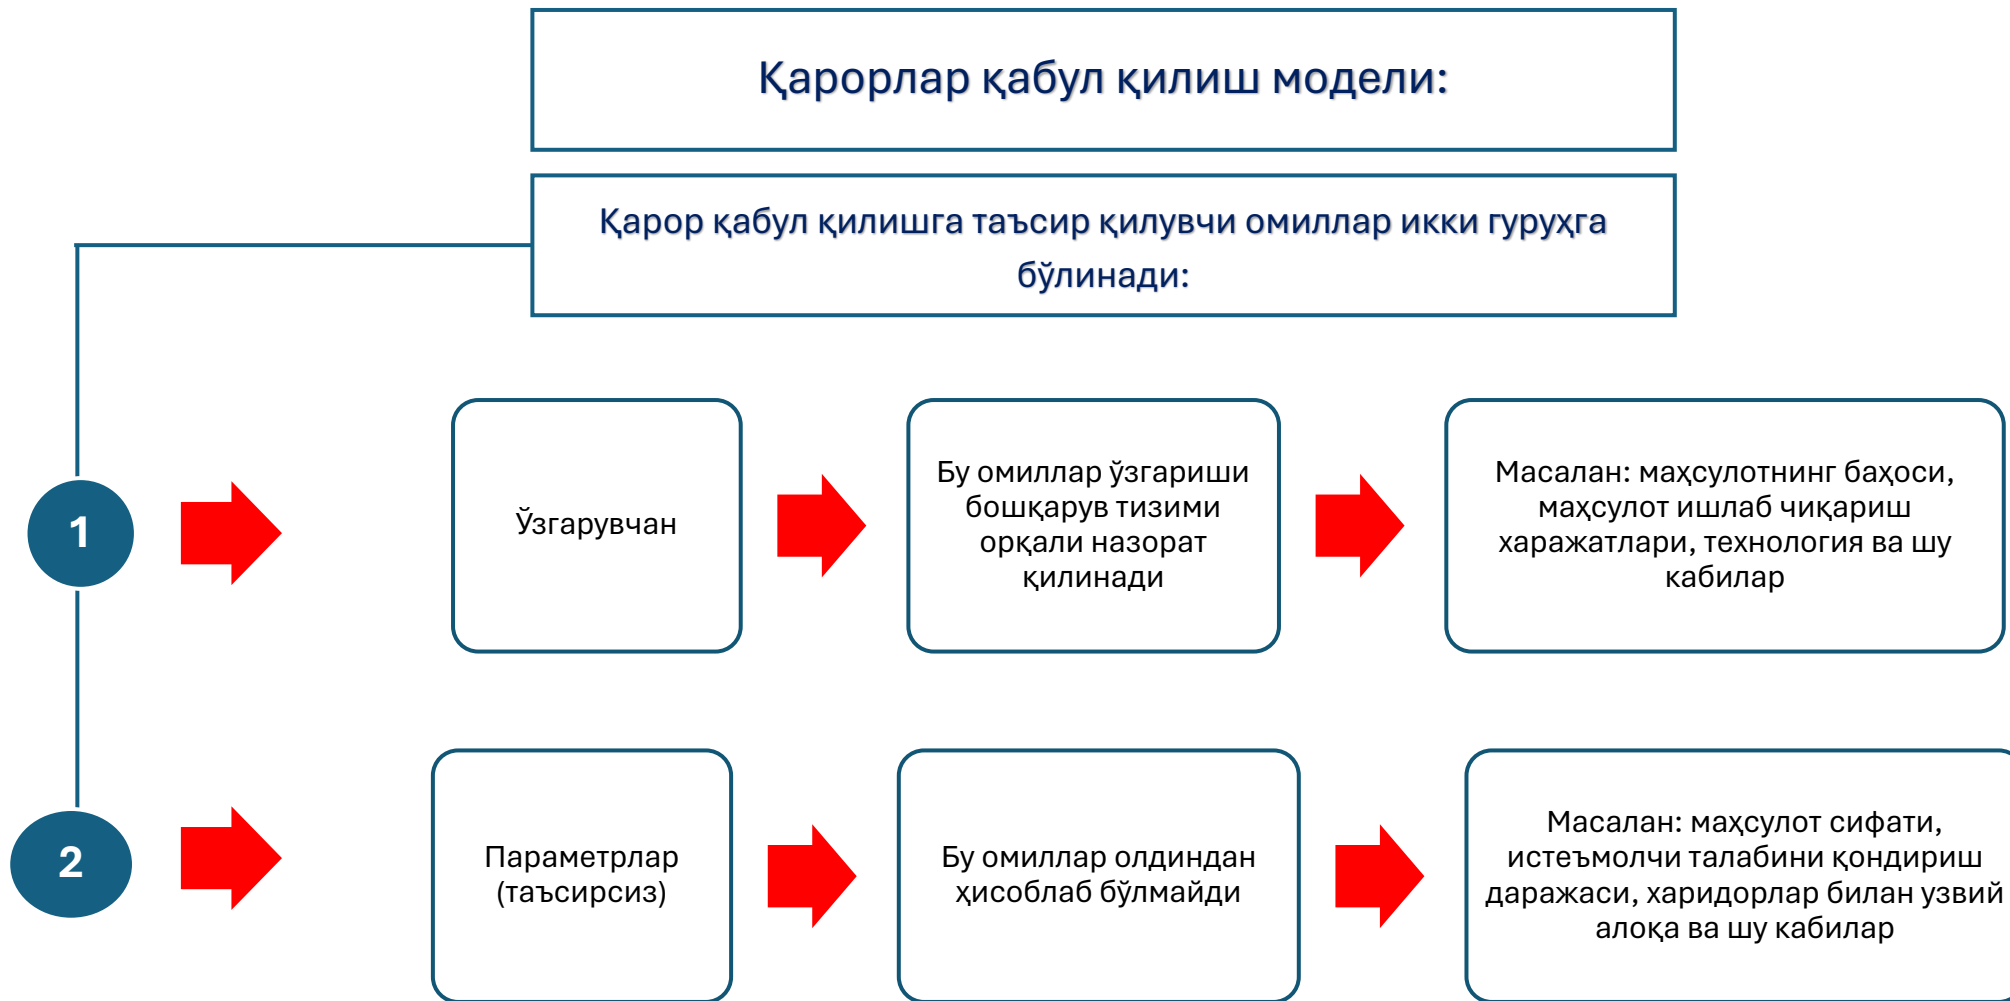 Қарорлар қабул қилиш модели:
Қарор қабул қилишга таъсир қилувчи омиллар икки гуруҳга
бўлинади:
1
Ўзгарувчан
Бу омиллар ўзгариши
бошқарув тизими
орқали назорат
қилинади
Масалан: маҳсулотнинг баҳоси,
маҳсулот ишлаб чиқариш
харажатлари, технология ва шу
кабилар
2
Параметрлар
(таъсирсиз)
Бу омиллар олдиндан
ҳисоблаб бўлмайди
Масалан: маҳсулот сифати,
истеъмолчи талабини қондириш
даражаси, харидорлар билан узвий
алоқа ва шу кабилар